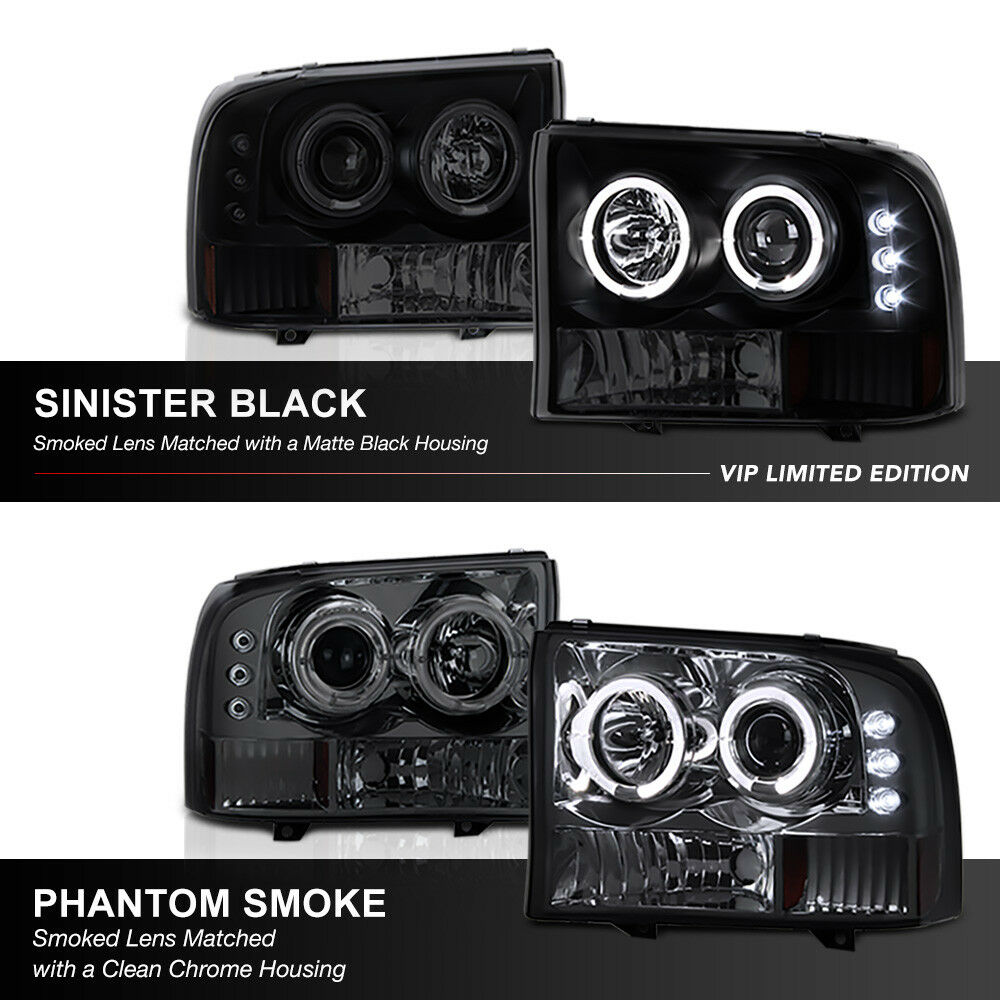 SINISTER BLACK
Smoked Lens Matched with a Matte Black Housing
VIP LIMITED EDITION
PHANTOM SMOKE
Smoked Lens Matched
with a Clean Chrome Housing